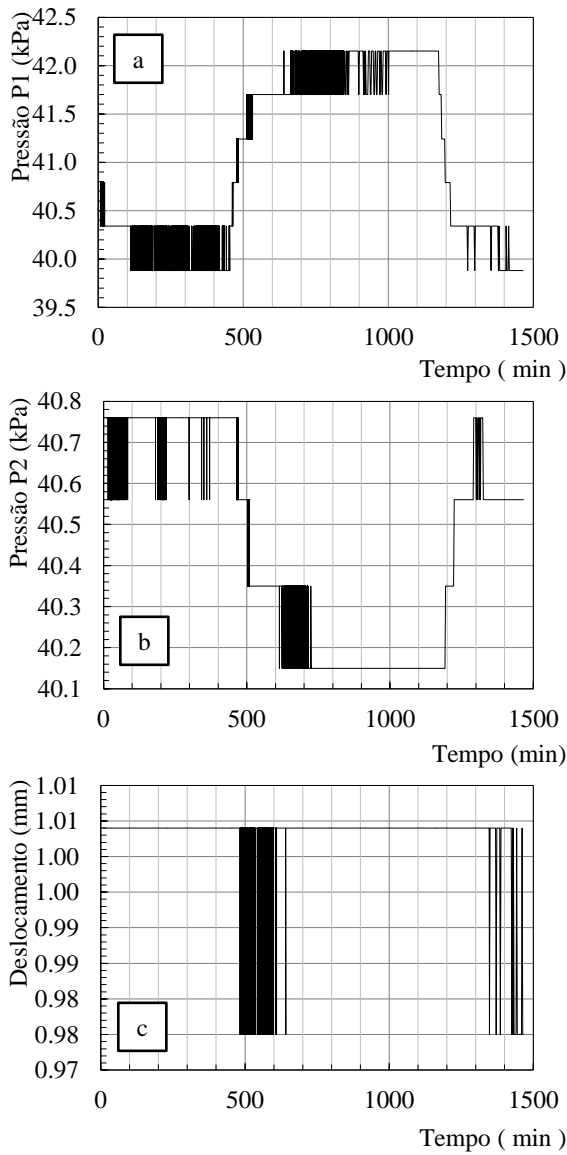 42.5
42.0
41.5
41.0
40.5
40.0
39.5
Pressão P1 (kPa)
a
0 500 1000 1500
Tempo ( min )
40.8
40.7
40.6
40.5
40.4
40.3
40.2
40.1
Pressão P2 (kPa)
b
0 500 1000 1500
Tempo (min)
1.01
1.01
1.00
1.00
0.99
0.99
0.98
0.98
0.97
Deslocamento (mm)
c
0 500 1000 1500
Tempo ( min )